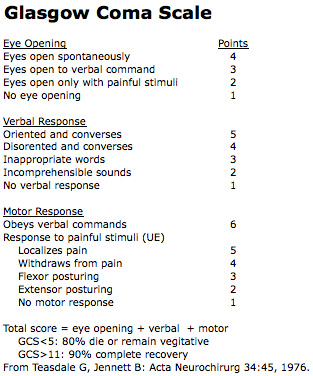 Glasgow Coma Scale
Eye Opening Points
Eyes open spontaneously 4
Eyes open to verbal command 3
Eyes open only with painful stimuli 2
No eye opening 1
Verbal Response
Oriented and converses 5
Disorented and converses 4
Inappropriate words 3
Incomprehensible sounds 2
No verbal response 1
Motor Response
Obeys verbal commands 6
Response to painful stimuli (UE)
Localizes pain 5
Withdraws from pain 4
Flexor posturing 3
Extensor posturing 2
No motor response 1
Total score = eye opening + verbal + motor
GCS<5: 80% die or remain vegitative
GCS>11: 90% complete recovery
From Teasdale G, Jennett B: Acta Neurochirurg 34:45, 1976.